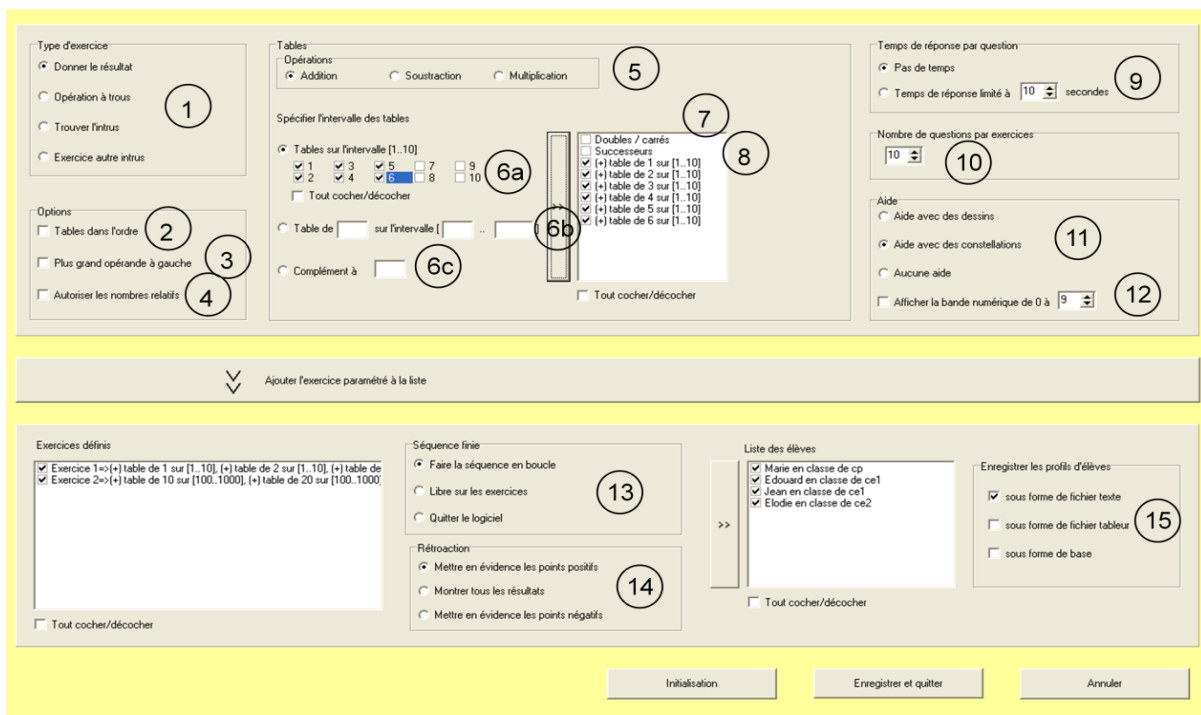 Type d'exercice
Donner le résultat
Opération à trous
Trouver l'intrus
Exercice autre intrus
1
Options
Tables dans l'ordre
2
Plus grand opérande à gauche
3
Autoriser les nombres relatifs
4
Tables
Opérations
Addition
Soustraction
Multiplication
5
Spécifier l'intervalle des tables
Tables sur l'intervalle [1..10]
1 3 5 7 9
2 4 6 8 10
6a
Tout cocher/décocher
Table de sur l'intervalle [ .. ]
6b
Complément à
6c
>>
7
Doubles / carrés
Successeurs
8
(+) table de 1 sur [1..10]
(+) table de 2 sur [1..10]
(+) table de 3 sur [1..10]
(+) table de 4 sur [1..10]
(+) table de 5 sur [1..10]
(+) table de 6 sur [1..10]
Tout cocher/décocher
Temps de réponse par question
Pas de temps
Temps de réponse limité à 10 secondes
9
Nombre de questions par exercices
10
10
Aide
Aide avec des dessins
Aide avec des constellations
11
Aucune aide
Afficher la bande numérique de 0 à 9
12
Ajouter l'exercice paramétré à la liste
Exercices définis
Exercice 1=>(+) table de 1 sur [1..10], (+) table de 2 sur [1..10], (+) table de
Exercice 2=>(+) table de 10 sur [100..1000], (+) table de 20 sur [100..1000]
Tout cocher/décocher
Séquence finie
Faire la séquence en boucle
Libre sur les exercices
13
Quitter le logiciel
Rétroaction
Mettre en évidence les points positifs
Montrer tous les résultats
14
Mettre en évidence les points négatifs
>>
Liste des élèves
Marie en classe de cp
Edouard en classe de ce1
Jean en classe de ce1
Elodie en classe de ce2
Tout cocher/décocher
Enregistrer les profils d'élèves
sous forme de fichier texte
sous forme de fichier tableur
15
sous forme de base
Initialisation
Enregistrer et quitter
Annuler